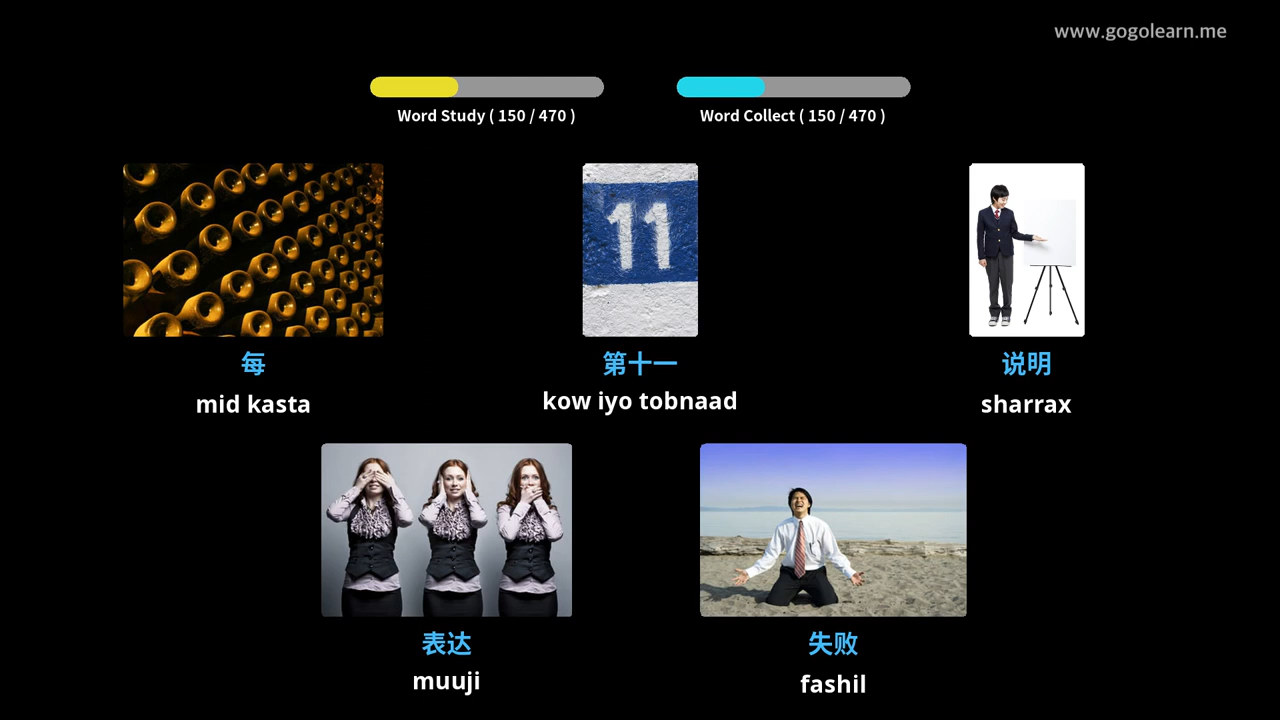 www.gogolearn.me
Word Study ( 150 / 470 )
Word Collect ( 150 / 470 )
11
每
第十一
说明
mid kasta
kow iyo tobnaad
sharrax
表达
失败
muuji
fashil